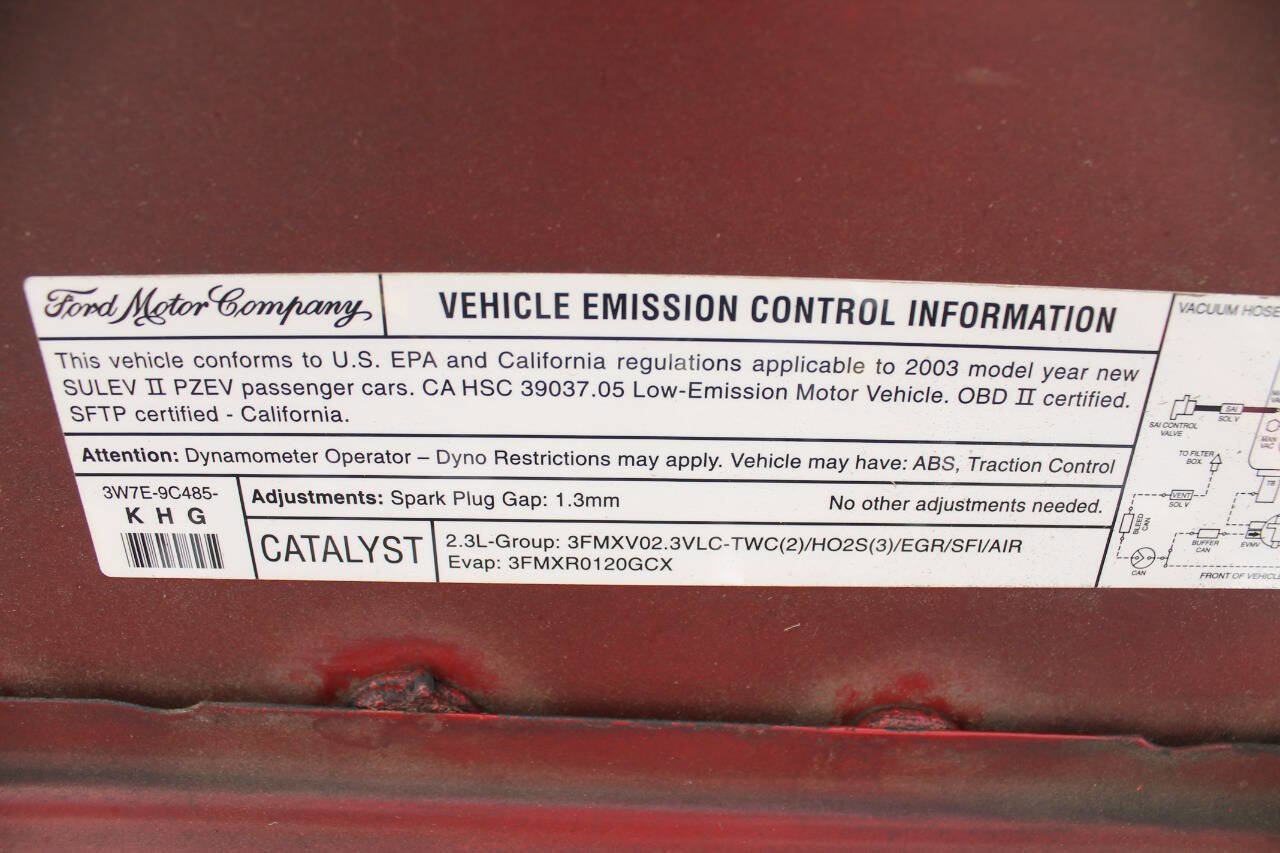 Ford Motor Company
VEHICLE EMISSION CONTROL INFORMATION
This vehicle conforms to U.S. EPA and California regulations applicable to 2003 model year new
SULEV II PZEV passenger cars. CA HSC 39037.05 Low-Emission Motor Vehicle. OBD II certified.
SFTP certified - California.
Attention: Dynamometer Operator – Dyno Restrictions may apply. Vehicle may have: ABS, Traction Control
3W7E-9C485-
K H G
Adjustments: Spark Plug Gap: 1.3mm
No other adjustments needed.
CATALYST
2.3L-Group: 3FMXV02.3VLC-TWC(2)/HO2S(3)/EGR/SFI/AIR
Evap: 3FMXR0120GCX
VACUUM HOSE
SAI
SOL V
SAI CONTROL
VALVE
MAN
VAC
TO FILTER
BOX
TB
VENT
SOL V
BLEED
CAN
BUFFER
CAN
EVMV
CAN
FRONT OF VEHICLE